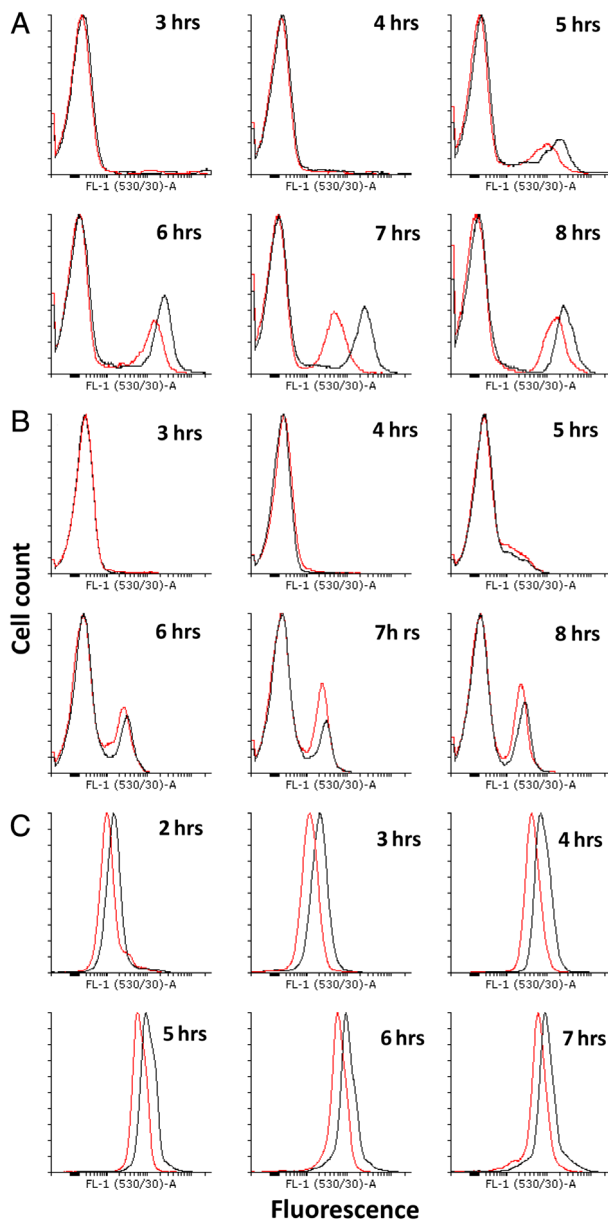 A
3 hrs
4 hrs
5 hrs
FL-1 (530/30)-A
FL-1 (530/30)-A
FL-1 (530/30)-A
6 hrs
7 hrs
8 hrs
FL-1 (530/30)-A
FL-1 (530/30)-A
FL-1 (530/30)-A
B
3 hrs
4 hrs
5 hrs
FL-1 (530/30)-A
FL-1 (530/30)-A
FL-1 (530/30)-A
Cell count
6 hrs
7h rs
8 hrs
FL-1 (530/30)-A
FL-1 (530/30)-A
FL-1 (530/30)-A
C
2 hrs
3 hrs
4 hrs
FL-1 (530/30)-A
FL-1 (530/30)-A
FL-1 (530/30)-A
5 hrs
6 hrs
7 hrs
FL-1 (530/30)-A
FL-1 (530/30)-A
FL-1 (530/30)-A
Fluorescence